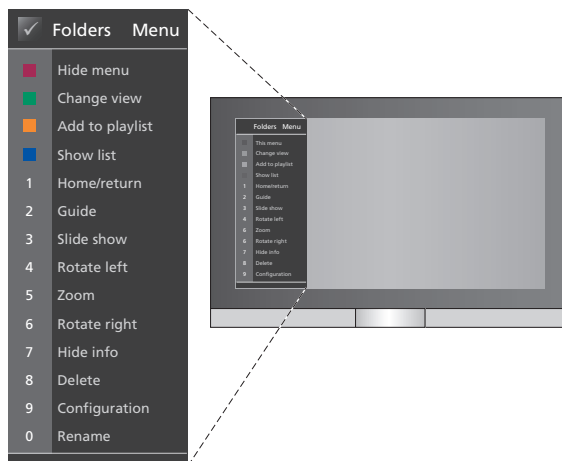 Folders Menu
Hide menu
Change view
Add to playlist
Show list
1 Home/return
2 Guide
3 Slide show
4 Rotate left
5 Zoom
6 Rotate right
7 Hide info
8 Delete
9 Configuration
0 Rename
Folders Menu
This menu
Change view
Add to playlist
Show list
1 Home/return
2 Guide
3 Slide show
4 Rotate left
6 Zoom
6 Rotate right
7 Hide info
8 Delete
9 Configuration